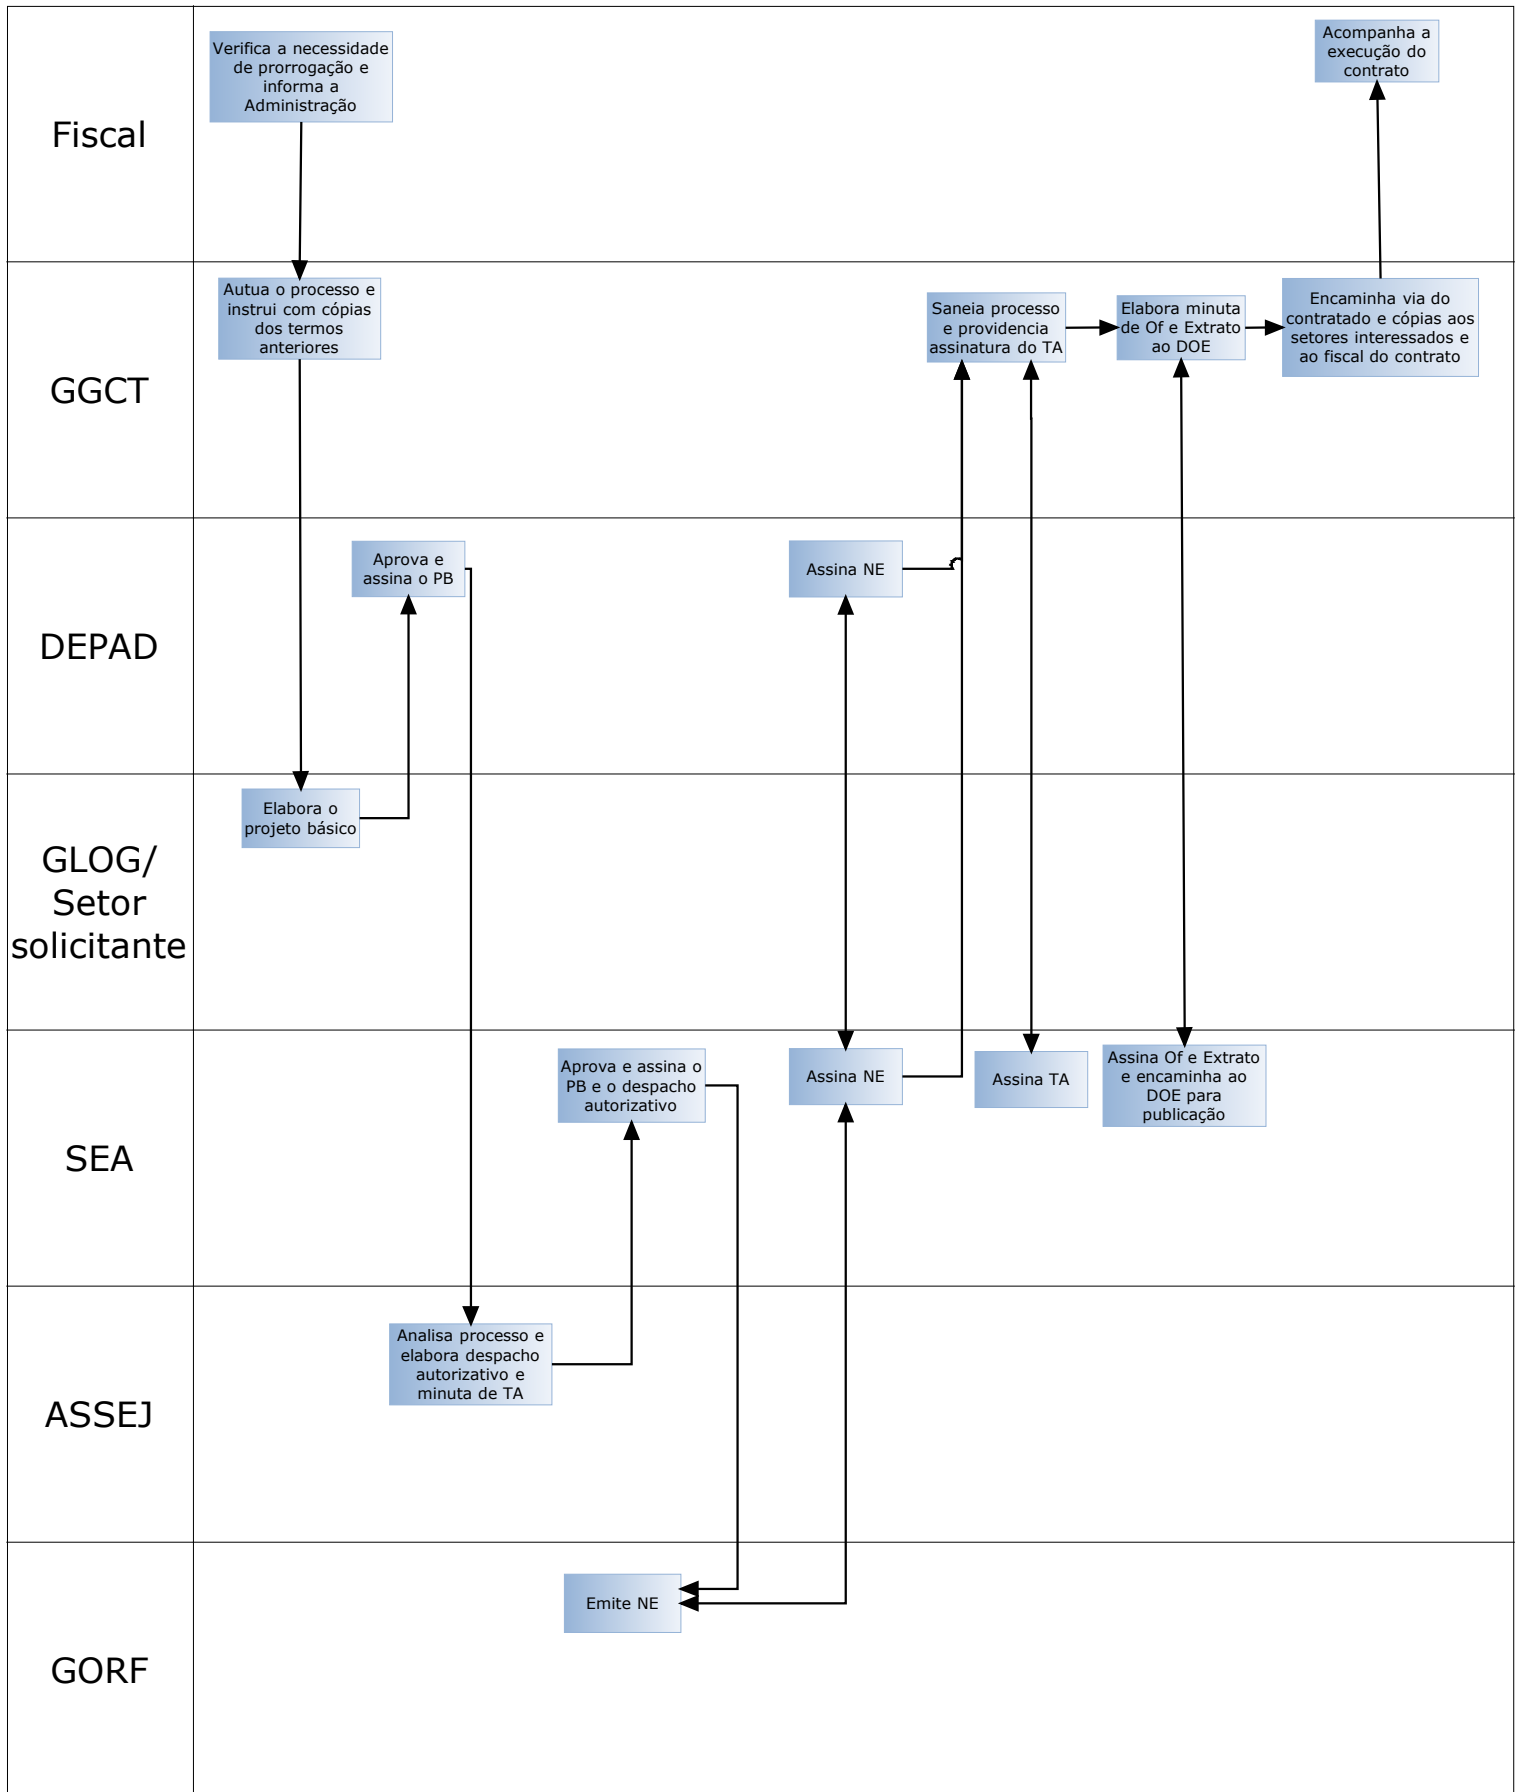 Fiscal
Verifica a necessidade
de prorrogação e
informa a
Administração
Acompanha a
execução do
contrato
GGCT
Autua o processo e
instrui com cópias
dos termos
anteriores
Saneia processo
e providencia
assinatura do TA
Elabora minuta
de Of e Extrato
ao DOE
Encaminha via do
contratado e cópias aos
setores interessados e
ao fiscal do contrato
DEPAD
Aprova e
assina o PB
Assina NE
GLOG/
Setor
solicitante
Elabora o
projeto básico
SEA
Aprova e assina o
PB e o despacho
autorizativo
Assina NE
Assina TA
Assina Of e Extrato
e encaminha ao
DOE para
publicação
ASSEJ
Analisa processo e
elabora despacho
autorizativo e
minuta de TA
GORF
Emite NE